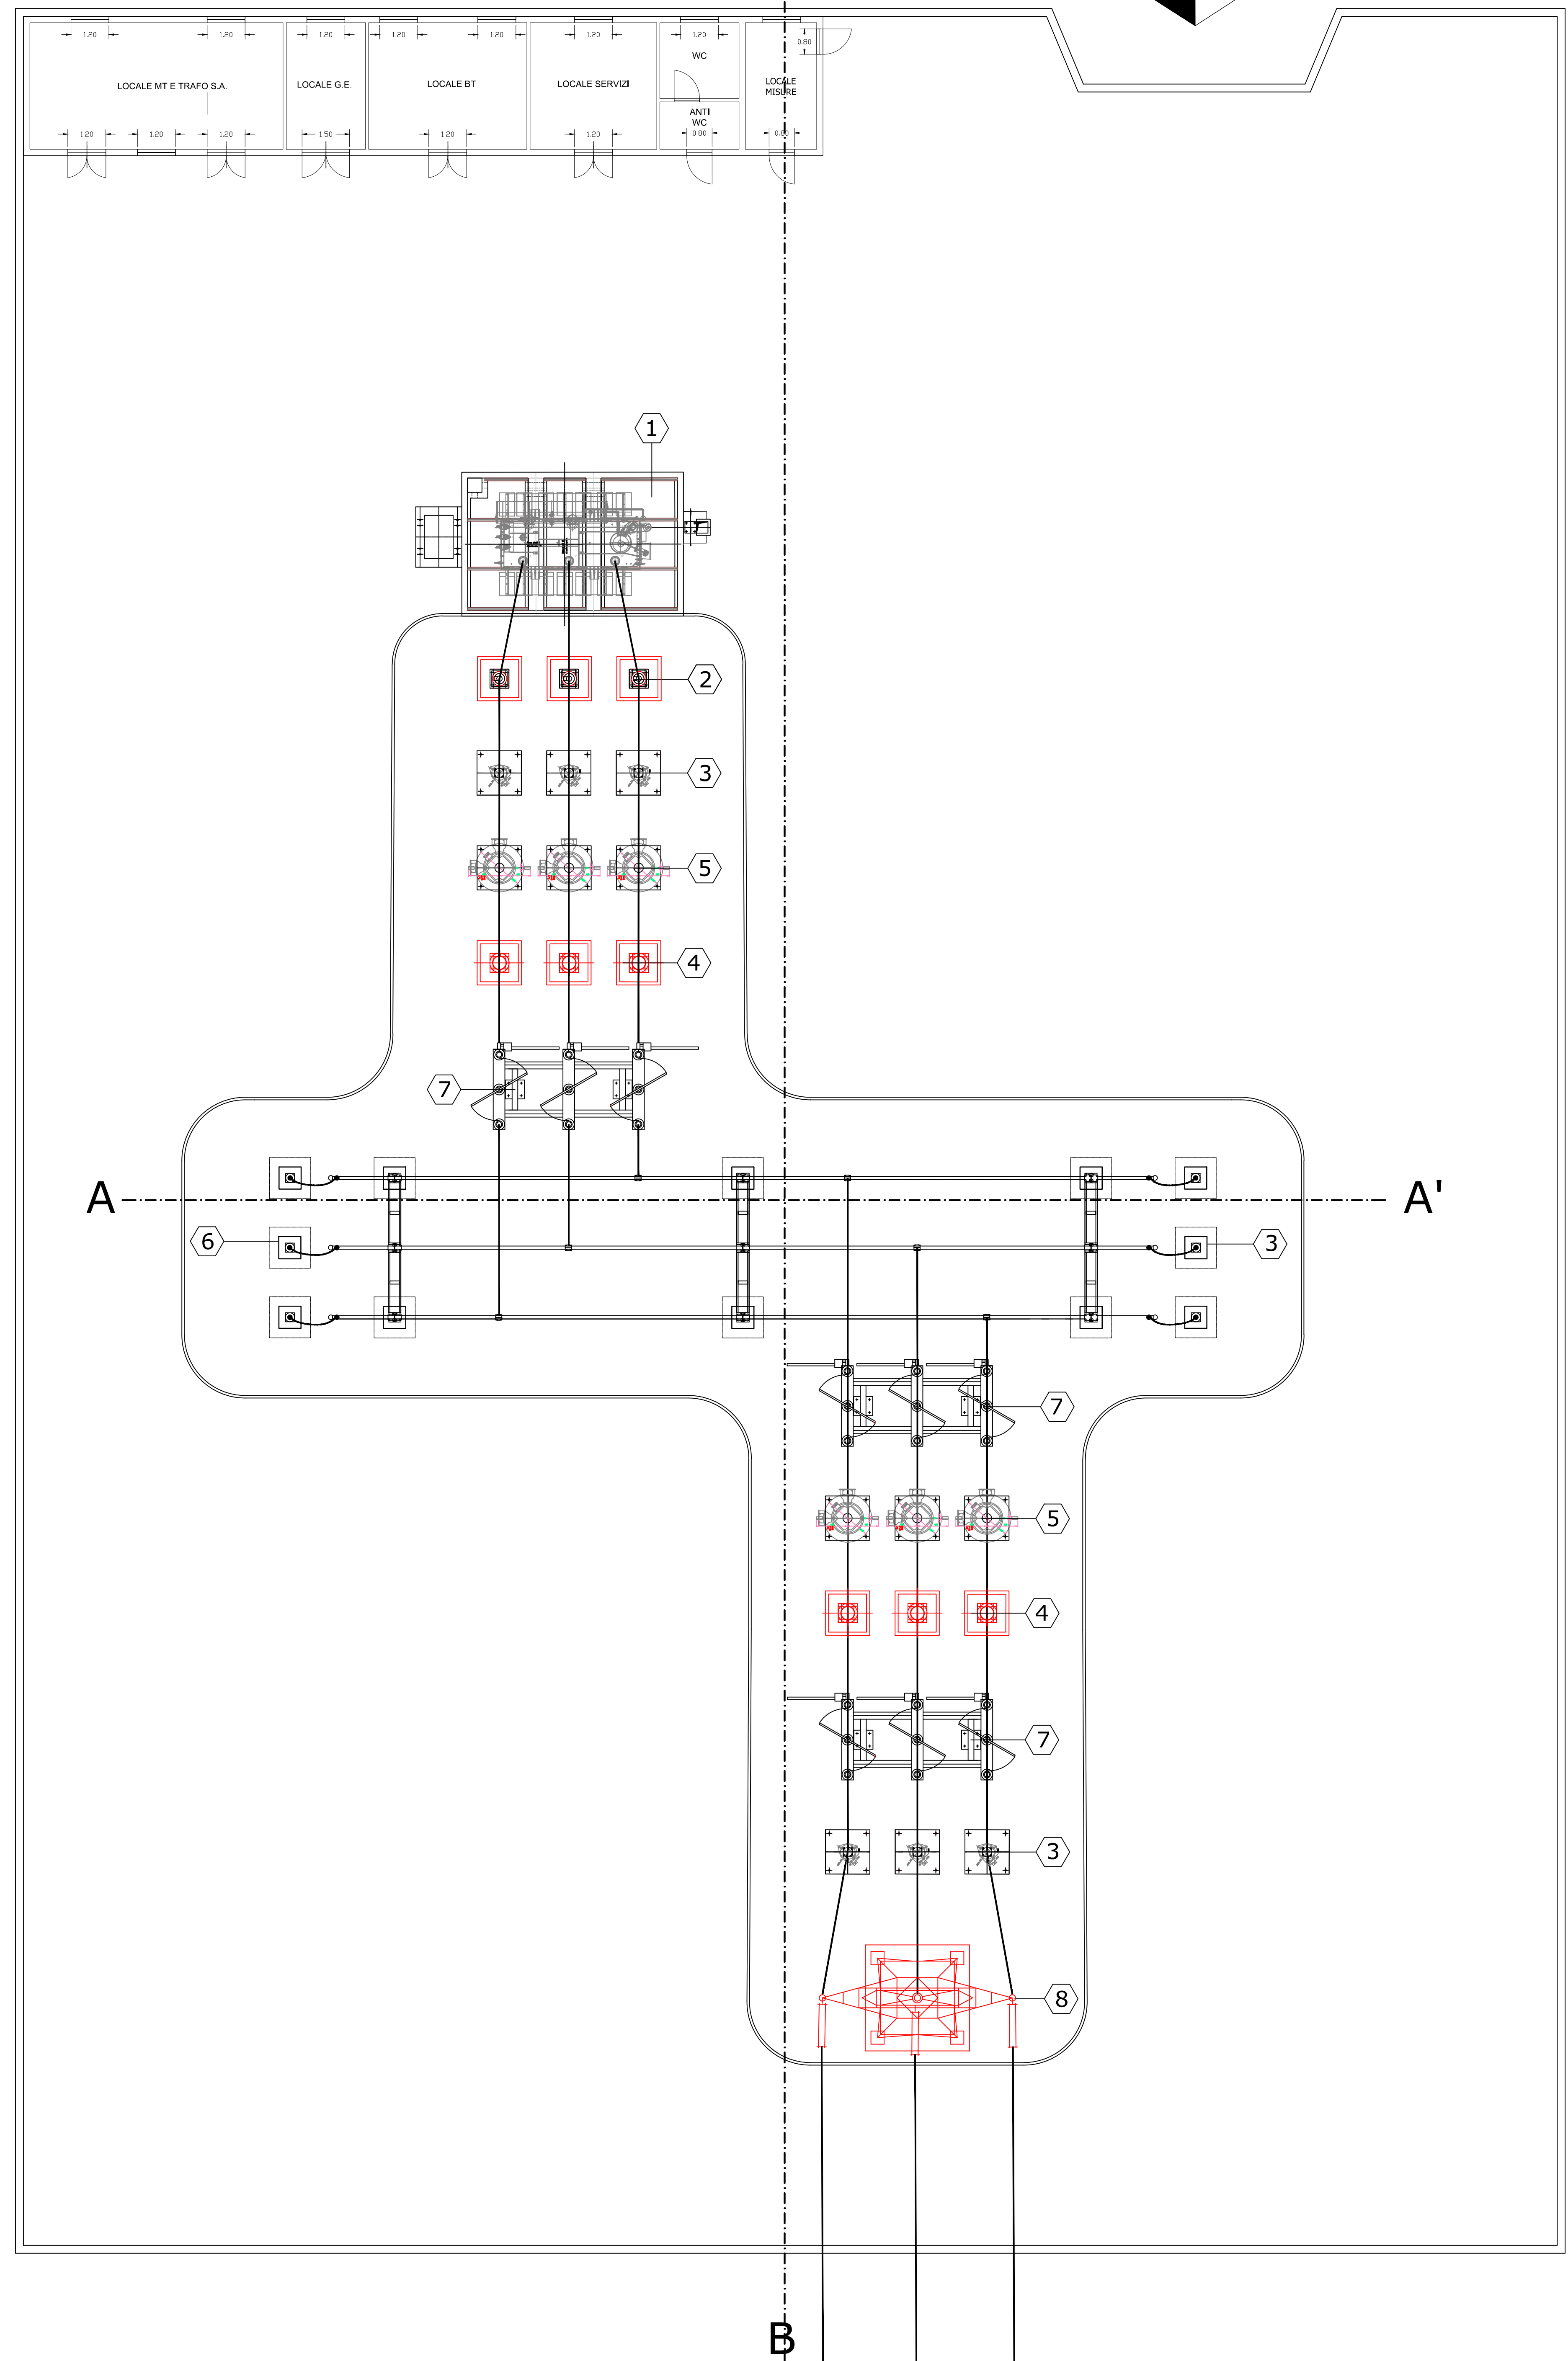 1.20 1.20 1.20 1.20 1.20 1.20 1.20
0.80
WC
LOCALE MT E TRAFO S.A. LOCALE G.E. LOCALE BT LOCALE SERVIZI LOCALE
MISURE
ANTI
WC
1.20 1.20 1.20 1.50 1.20 1.20 0.80 0.80
1
2
3
5
4
7
A A'
6 3
7
5
4
7
3
8
B